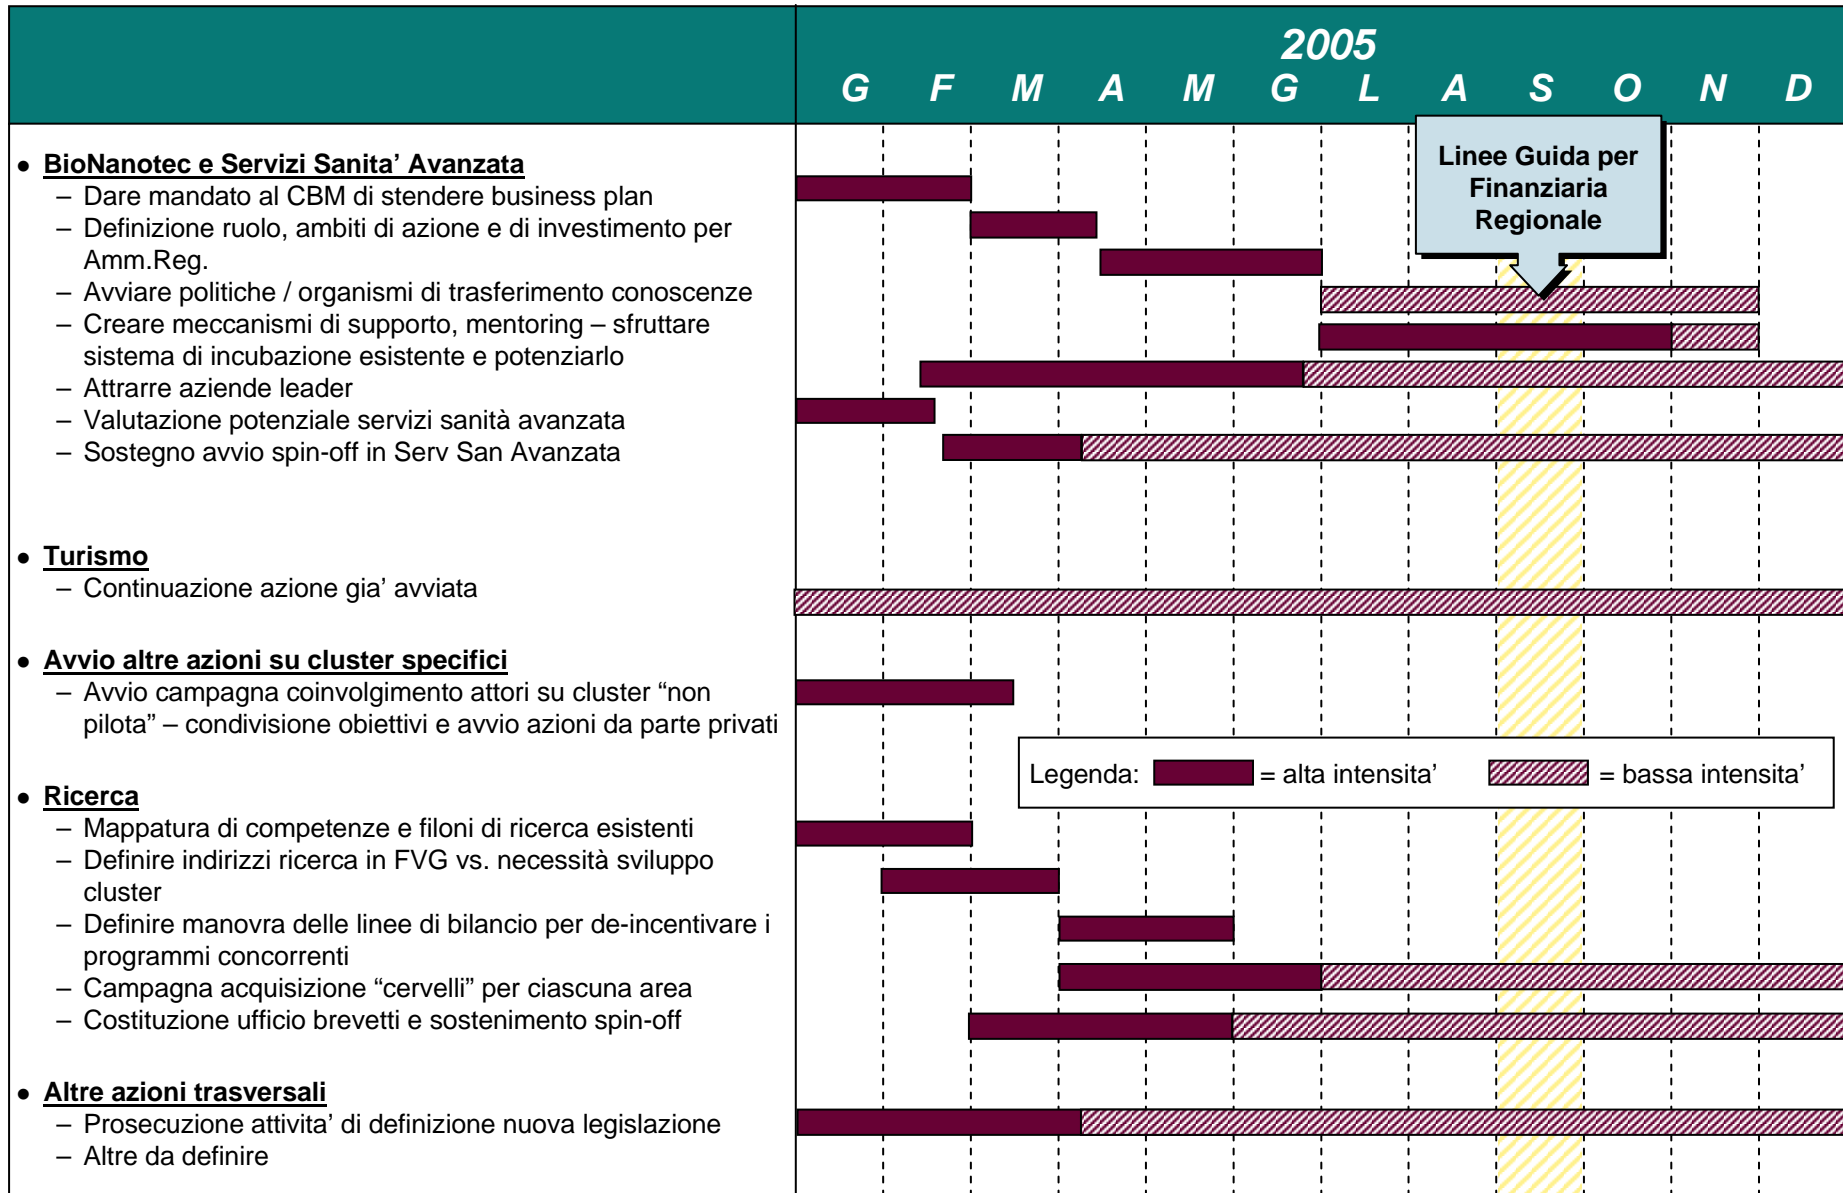 2005
G F M A M G L A S O N D
Linee Guida per
Finanziaria
Regionale
● BioNanotec e Servizi Sanita’ Avanzata
– Dare mandato al CBM di stendere business plan
– Definizione ruolo, ambiti di azione e di investimento per
Amm.Reg.
– Avviare politiche / organismi di trasferimento conoscenze
– Creare meccanismi di supporto, mentoring – sfruttare
sistema di incubazione esistente e potenziarlo
– Attrarre aziende leader
– Valutazione potenziale servizi sanità avanzata
– Sostegno avvio spin-off in Serv San Avanzata
● Turismo
– Continuazione azione gia’ avviata
● Avvio altre azioni su cluster specifici
– Avvio campagna coinvolgimento attori su cluster “non
pilota” – condivisione obiettivi e avvio azioni da parte privati
Legenda: = alta intensita’ = bassa intensita’
● Ricerca
– Mappatura di competenze e filoni di ricerca esistenti
– Definire indirizzi ricerca in FVG vs. necessità sviluppo
cluster
– Definire manovra delle linee di bilancio per de-incentivare i
programmi concorrenti
– Campagna acquisizione “cervelli” per ciascuna area
– Costituzione ufficio brevetti e sostenimento spin-off
● Altre azioni trasversali
– Prosecuzione attivita’ di definizione nuova legislazione
– Altre da definire